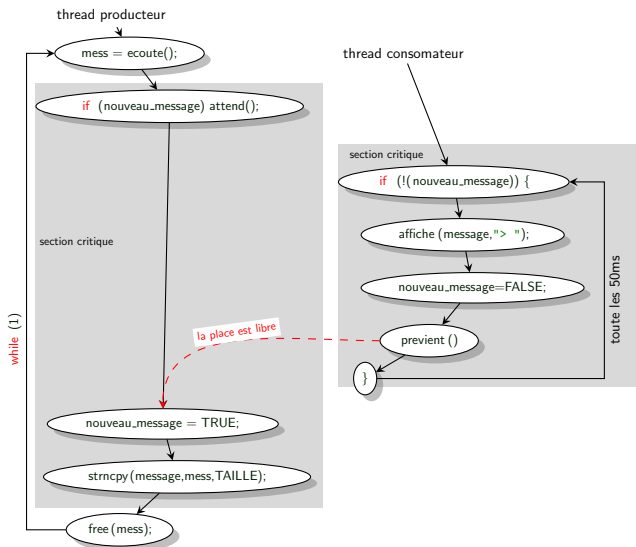 thread producteur
mess = ecoute();
if (nouveau_message) attend();
section critique
while (1)
la place est libre
nouveau_message = TRUE;
strncpy(message,mess,TAILLE);
free(mess);
thread consomateur
section critique
if (!(nouveau_message)) {
affiche(message,"> ");
nouveau_message=FALSE;
previent()
}
toute les 50ms